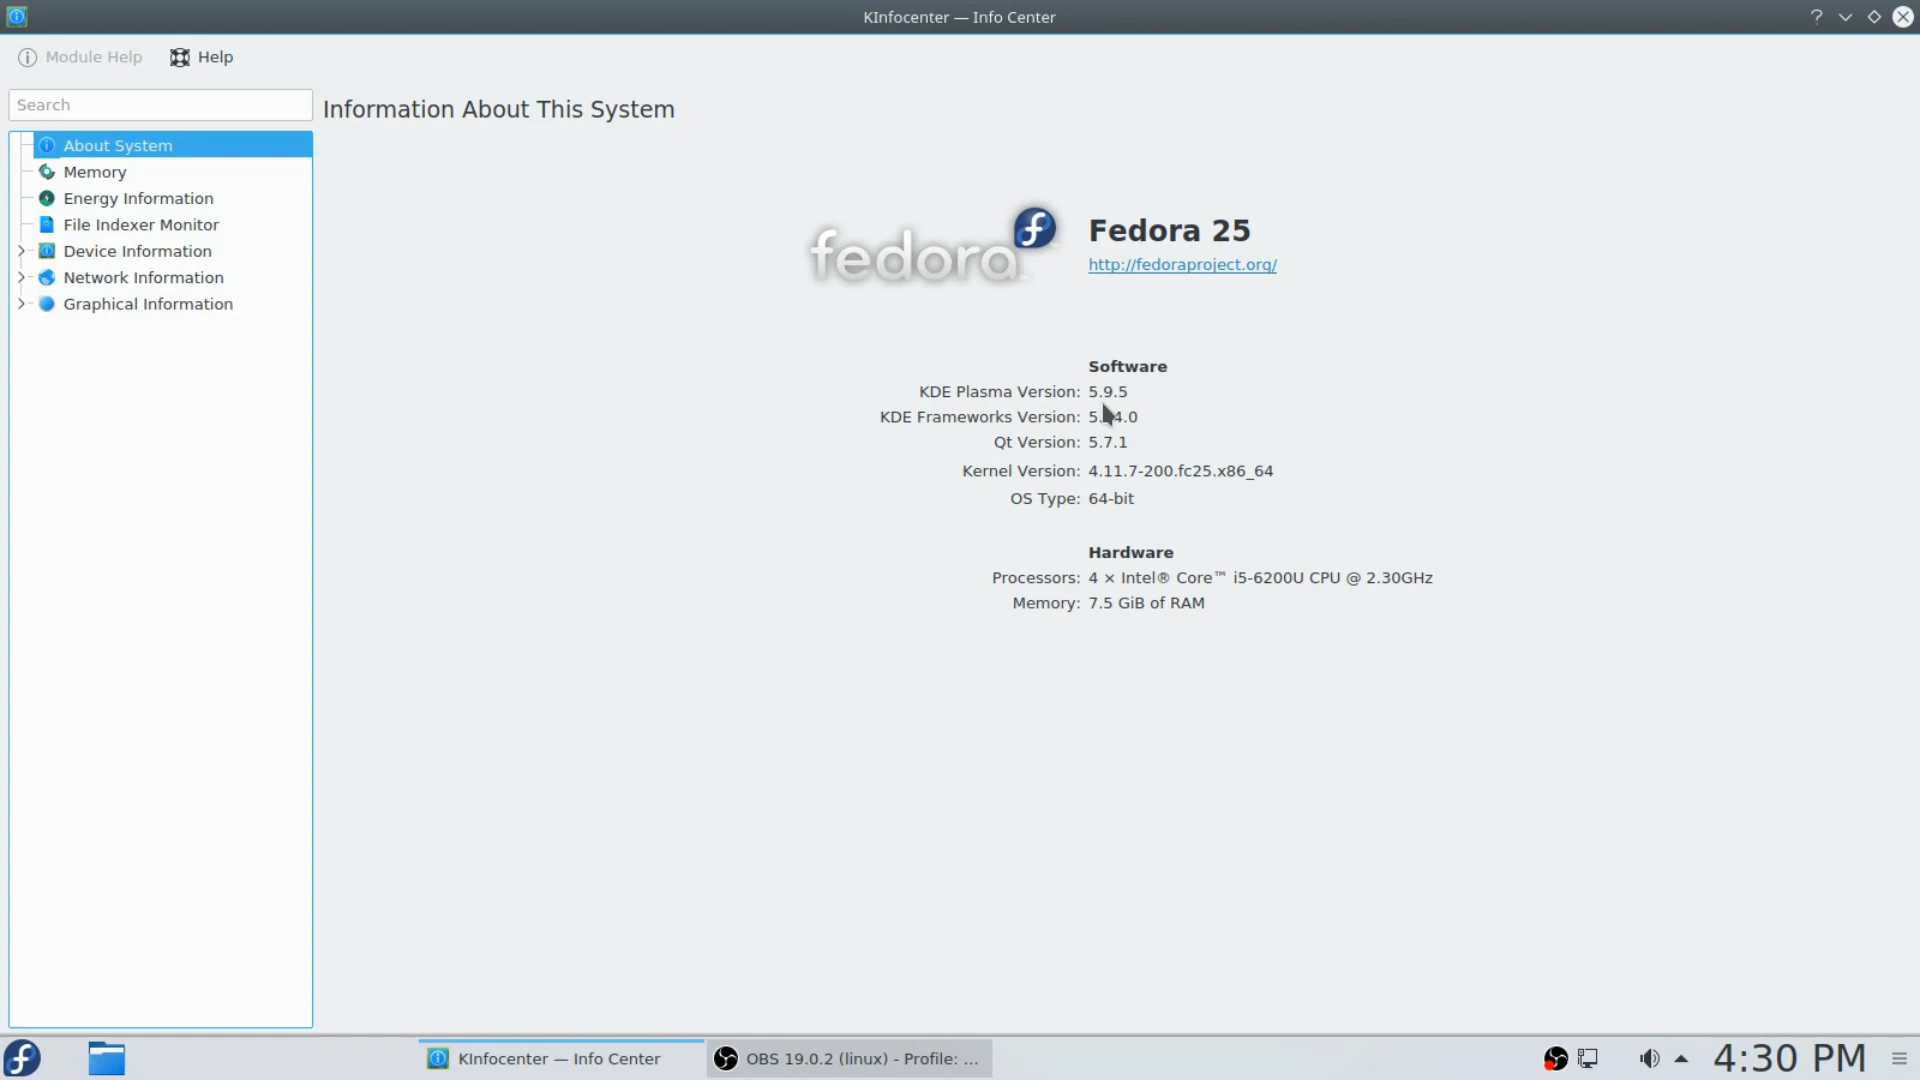 KInfocenter — Info Center
Module Help
Help
Search
Information About This System
About System
Memory
Energy Information
File Indexer Monitor
Device Information
Network Information
Graphical Information
fedora
Fedora 25
http://fedoraproject.org/
Software
KDE Plasma Version: 5.9.5
KDE Frameworks Version:
Qt Version: 5.7.1
Kernel Version: 4.11.7-200.fc25.x86_64
OS Type: 64-bit
Hardware
Processors: 4 × Intel® Core™ i5-6200U CPU @ 2.30GHz
Memory: 7.5 GiB of RAM
KInfocenter — Info Center
OBS 19.0.2 (linux) - Profile: ...
4:30 PM